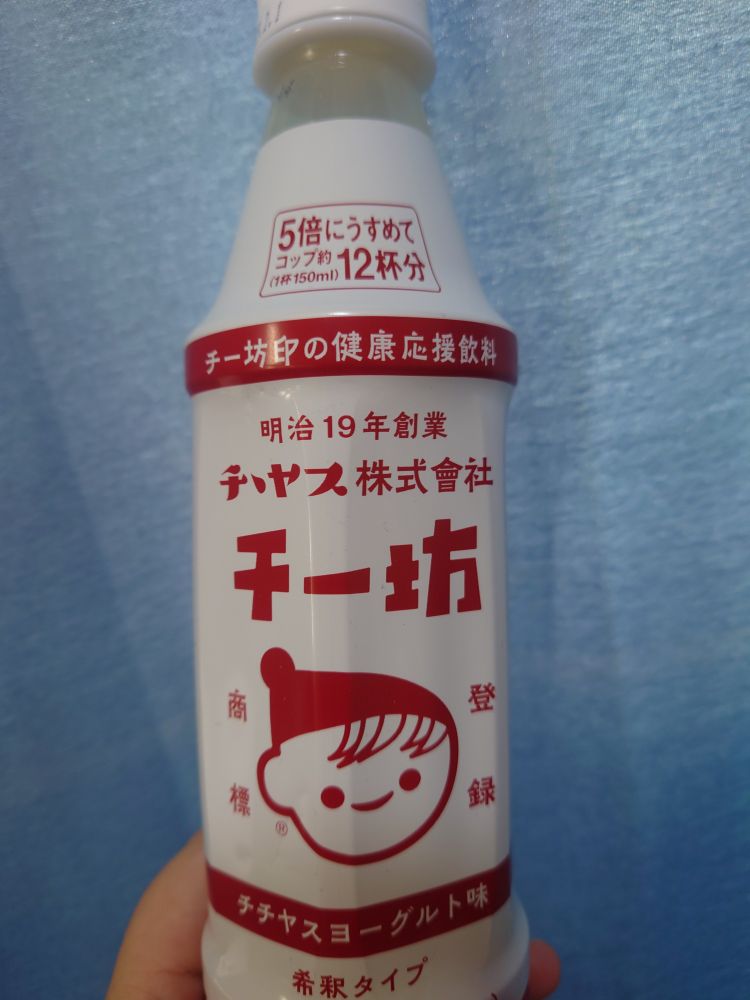 5倍にうすめて
コップ約
(1杯150ml)
12杯分
チー坊印の健康応援飲料
明治19年創業
チチヤス株式會社
チー坊
登録
商標
®
チチヤスヨーグルト味
希釈タイプ